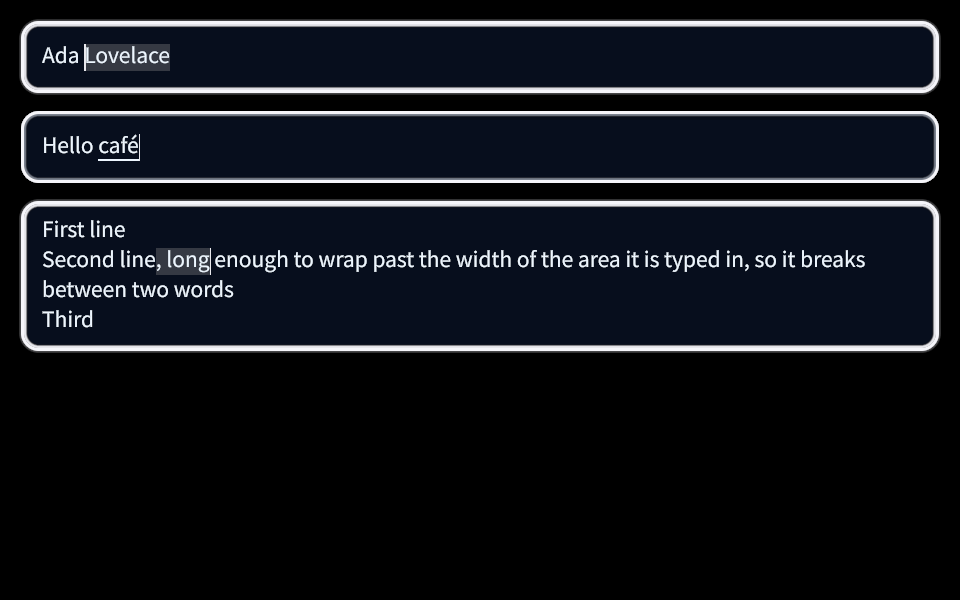 Ada Lovelace
Hello café
First line
Second line, long enough to wrap past the width of the area it is typed in, so it breaks
between two words
Third